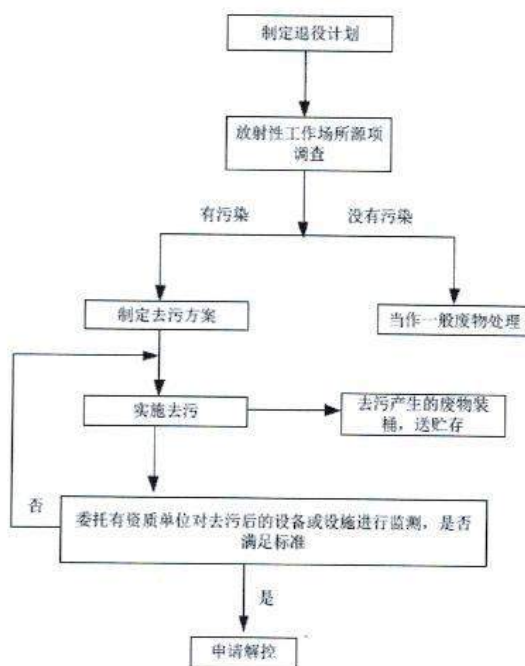 制定退役计划
放射性工作场所源项
调查
有污染
没有污染
制定去污方案
当作一般废物处理
实施去污
去污产生的废物装
桶，送贮存
否
委托有资质单位对去污后的设备或设施进行监测，是否
满足标准
是
申请解控